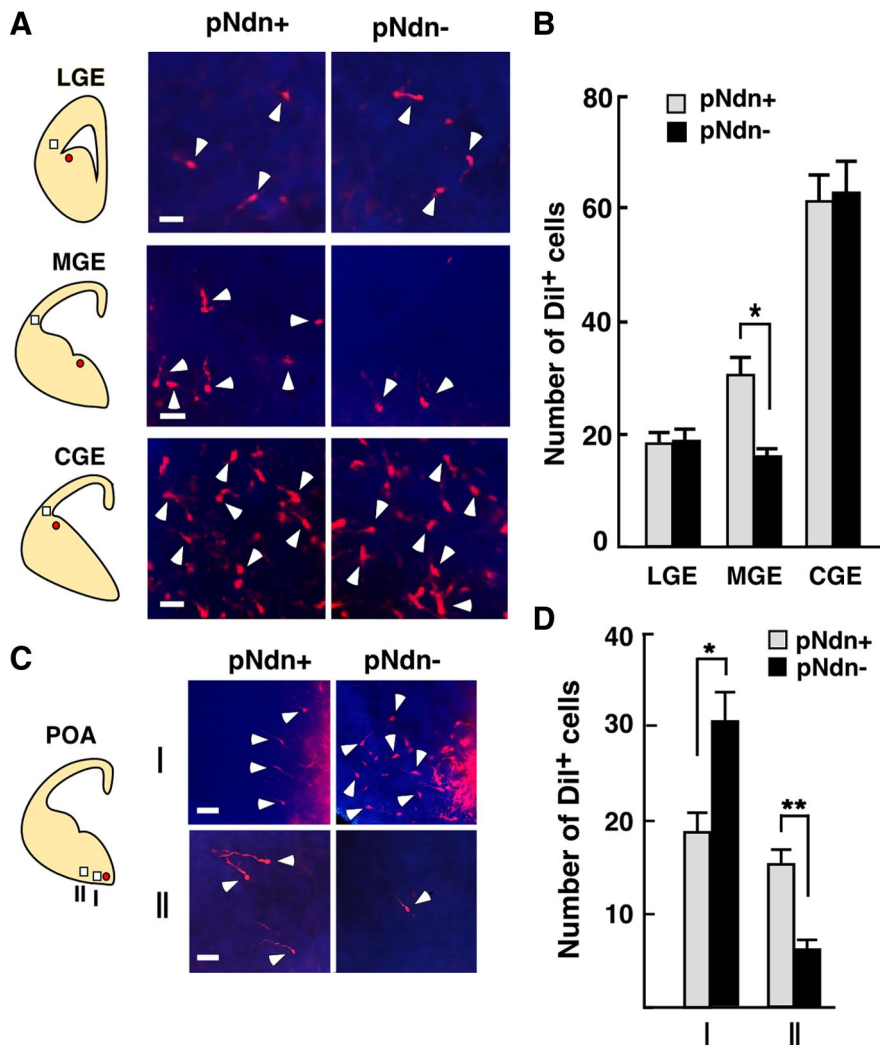 A
pNdn+ pNdn-
LGE
MGE
CGE
B
80
60
40
20
0
Number of DiI+ cells
pNdn+
pNdn-
*
LGE MGE CGE
C
pNdn+ pNdn-
POA
I
II
II I
D
40
30
20
10
Number of DiI+ cells
pNdn+
pNdn-
*
**
I II